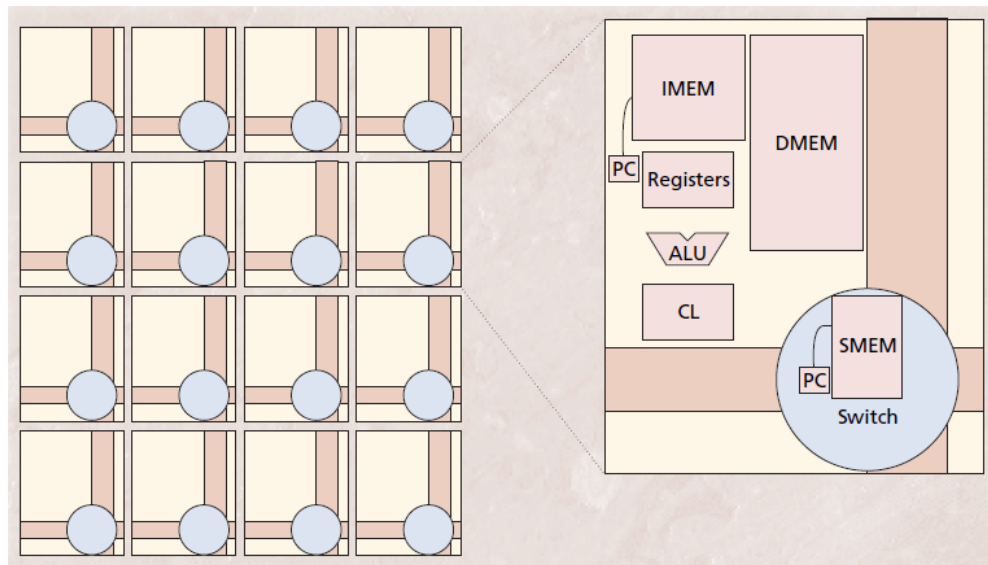 IMEM
DMEM
PC
Registers
ALU
CL
SMEM
PC
Switch